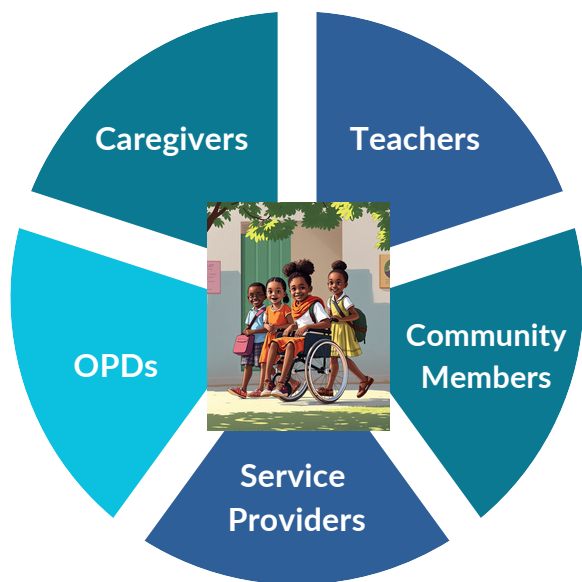 Caregivers
Teachers
Community
Members
Service
Providers
OPDs